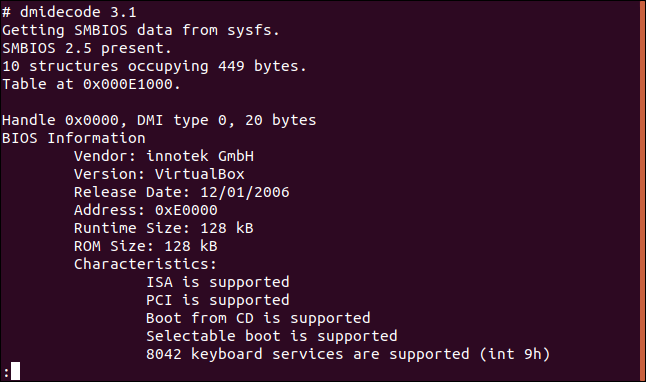 # dmidecode 3.1
Getting SMBIOS data from sysfs.
SMBIOS 2.5 present.
10 structures occupying 449 bytes.
Table at 0x000E1000.

Handle 0x0000, DMI type 0, 20 bytes
BIOS Information
        Vendor: innotek GmbH
        Version: VirtualBox
        Release Date: 12/01/2006
        Address: 0xE0000
        Runtime Size: 128 kB
        ROM Size: 128 kB
        Characteristics:
                ISA is supported
                PCI is supported
                Boot from CD is supported
                Selectable boot is supported
                8042 keyboard services are supported (int 9h)
: